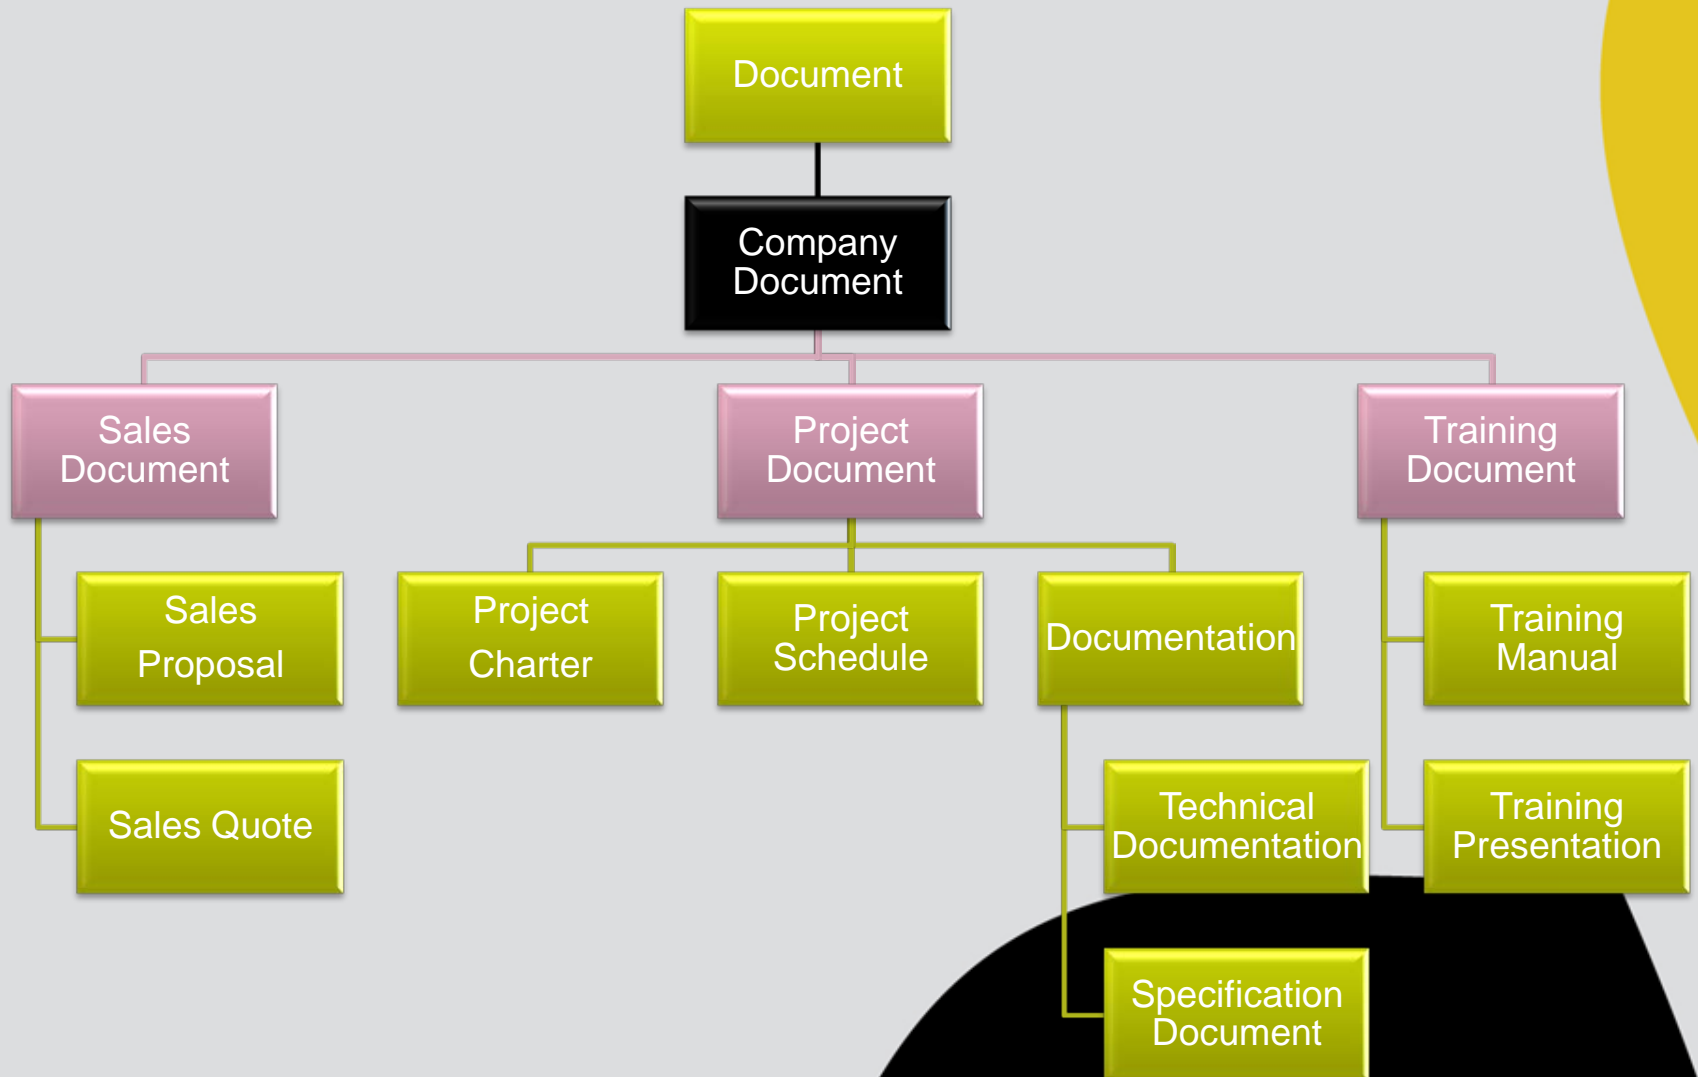 Document
Company
Document
Sales
Document
Project
Document
Training
Document
Sales
Proposal
Project
Charter
Project
Schedule
Documentation
Training
Manual
Sales Quote
Technical
Documentation
Training
Presentation
Specification
Document